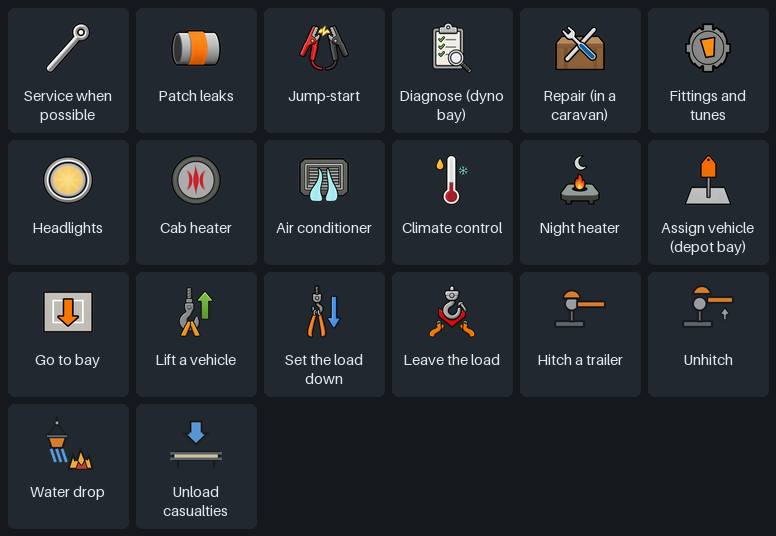 Service when
possible
Patch leaks
Jump-start
Diagnose (dyno
bay)
Repair (in a
caravan)
Fittings and
tunes
Headlights
Cab heater
Air conditioner
Climate control
Night heater
Assign vehicle
(depot bay)
Go to bay
Lift a vehicle
Set the load
down
Leave the load
Hitch a trailer
Unhitch
Water drop
Unload
casualties